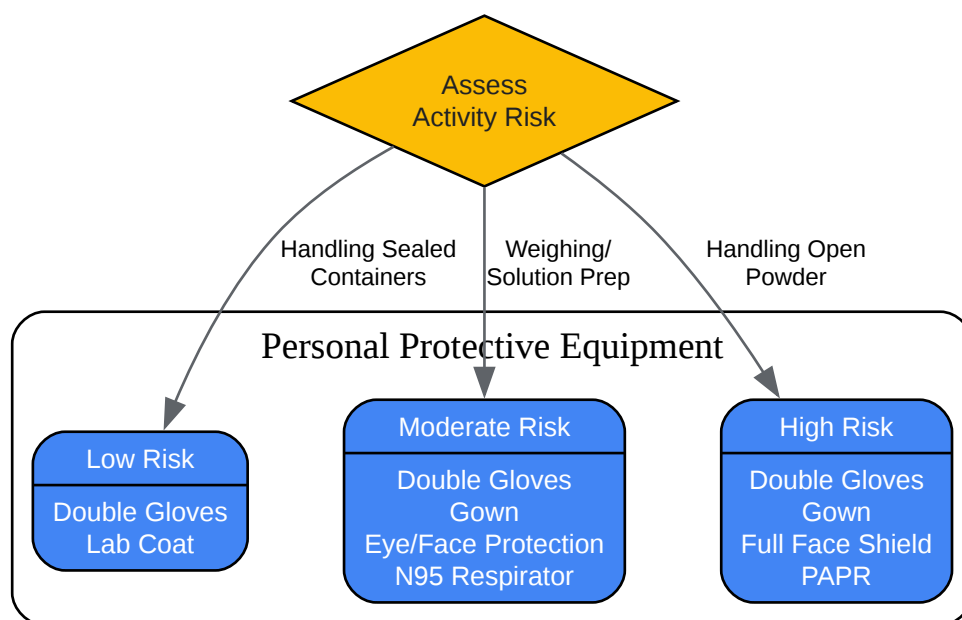 Assess
Activity Risk
Handling Sealed
Containers
Weighing/
Solution Prep
Handling Open
Powder
Personal Protective Equipment
Low Risk
Double Gloves
Lab Coat
Moderate Risk
Double Gloves
Gown
Eye/Face Protection
N95 Respirator
High Risk
Double Gloves
Gown
Full Face Shield
PAPR